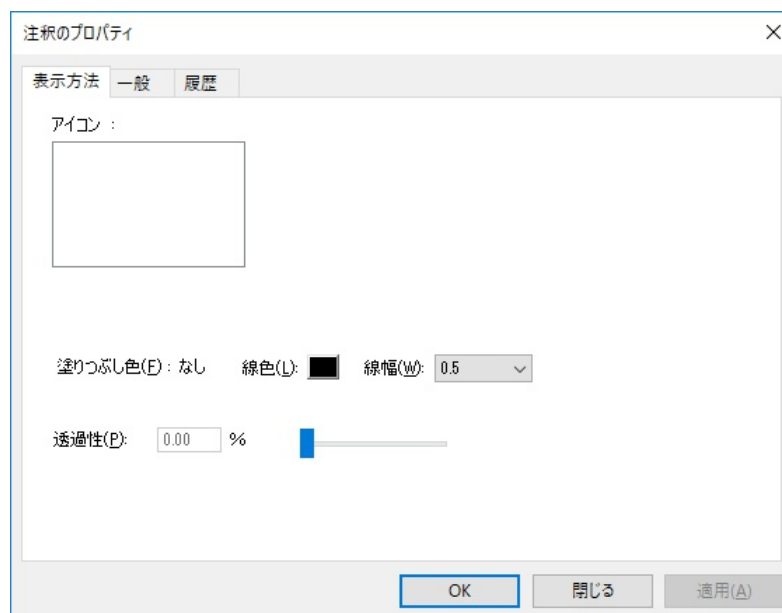 注釈のプロパティ
表示方法 一般 履歴
アイコン :
塗りつぶし色(F) : なし 線色(L): 線幅(W): 0.5
透過性(P): 0.00 %
OK 閉じる 適用(A)